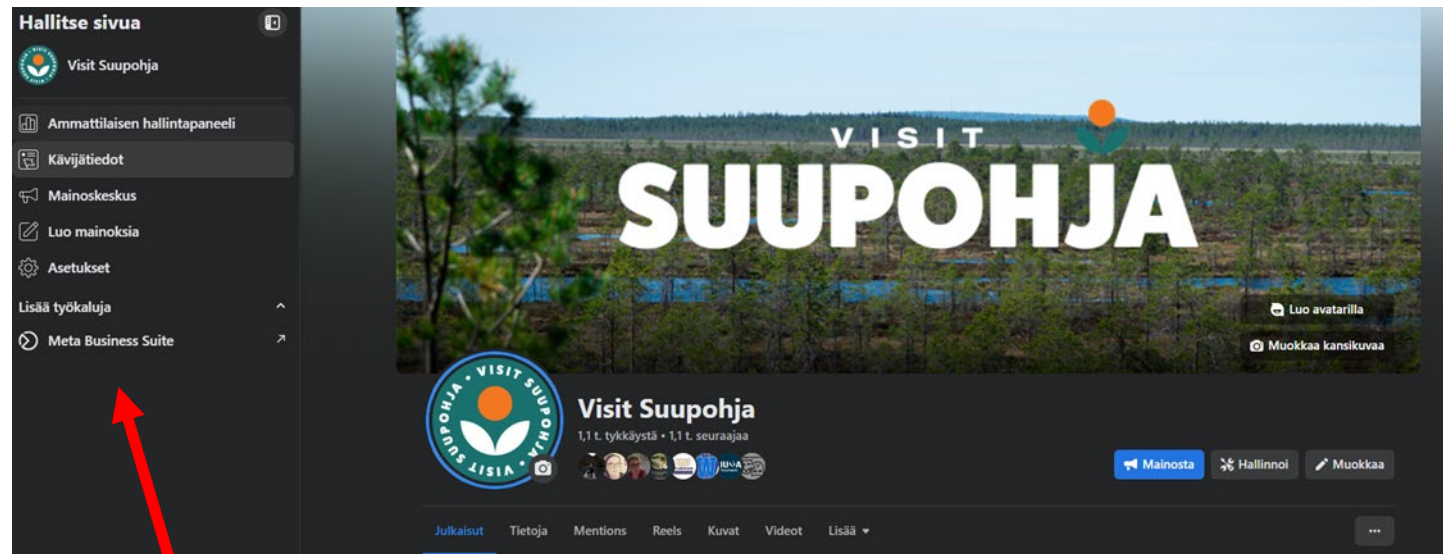 Hallitse sivua
Visit Suupohja
Ammattilaisen hallintapaneeli
Kävijätiedot
Mainoskeskus
Luo mainoksia
Asetukset
Lisää työkaluja
Meta Business Suite
VISIT
SUUPOHJA
Luo avatarilla
Muokkaa kansikuvaa
VISIT SUUPOHJA • VISIT SUUPOHJA •
Visit Suupohja
1,1 t. tykkäystä • 1,1 t. seuraajaa
Mainosta
Hallinnoi
Muokkaa
Julkaisut Tietoja Mentions Reels Kuvat Videot Lisää